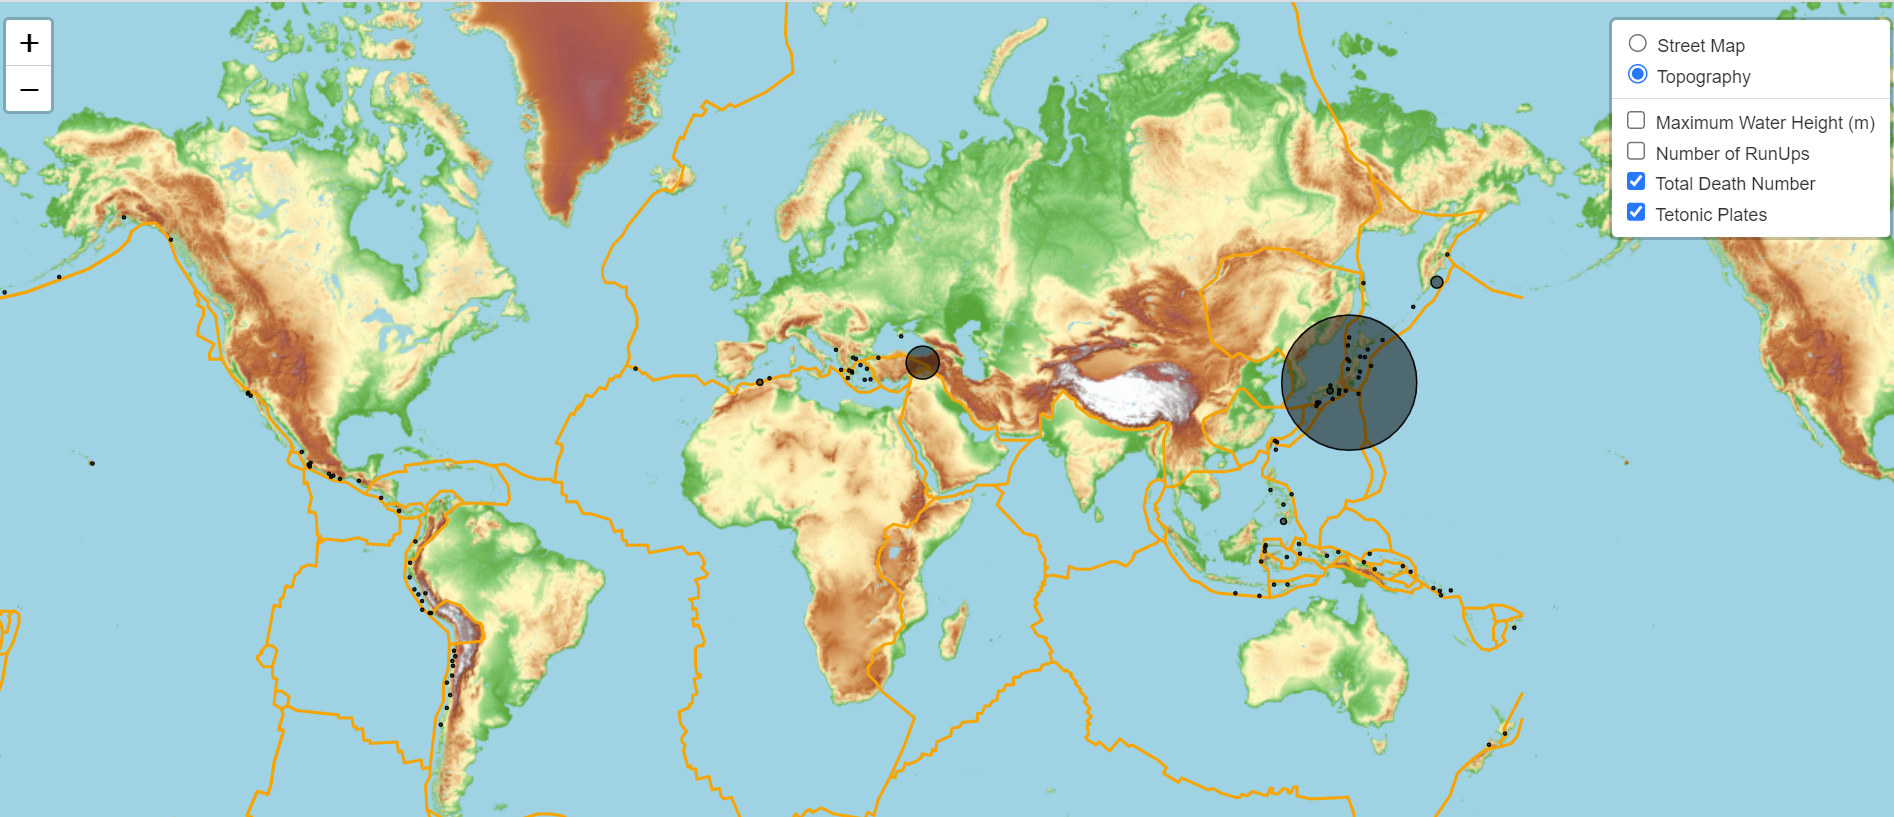 +
−
Street Map
Topography
Maximum Water Height (m)
Number of RunUps
Total Death Number
Tetonic Plates